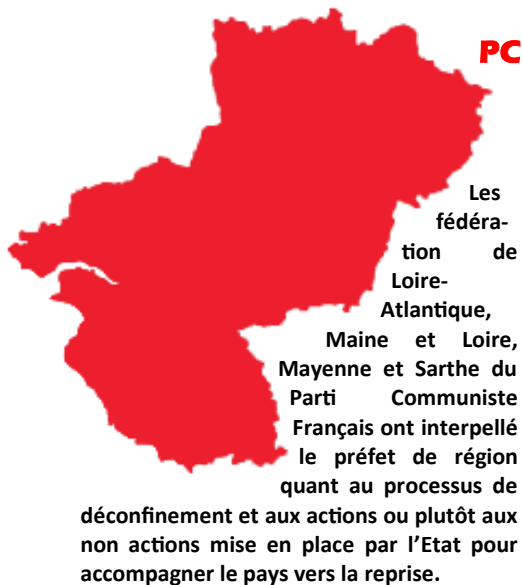 PC
Les
fédéra-
tion de
Loire-
Atlantique,
Maine et Loire,
Mayenne et Sarthe du
Parti Communiste
Français ont interpellé
le préfet de région
quant au processus de
déconfinement et aux actions ou plutôt aux
non actions mise en place par l’Etat pour
accompagner le pays vers la reprise.